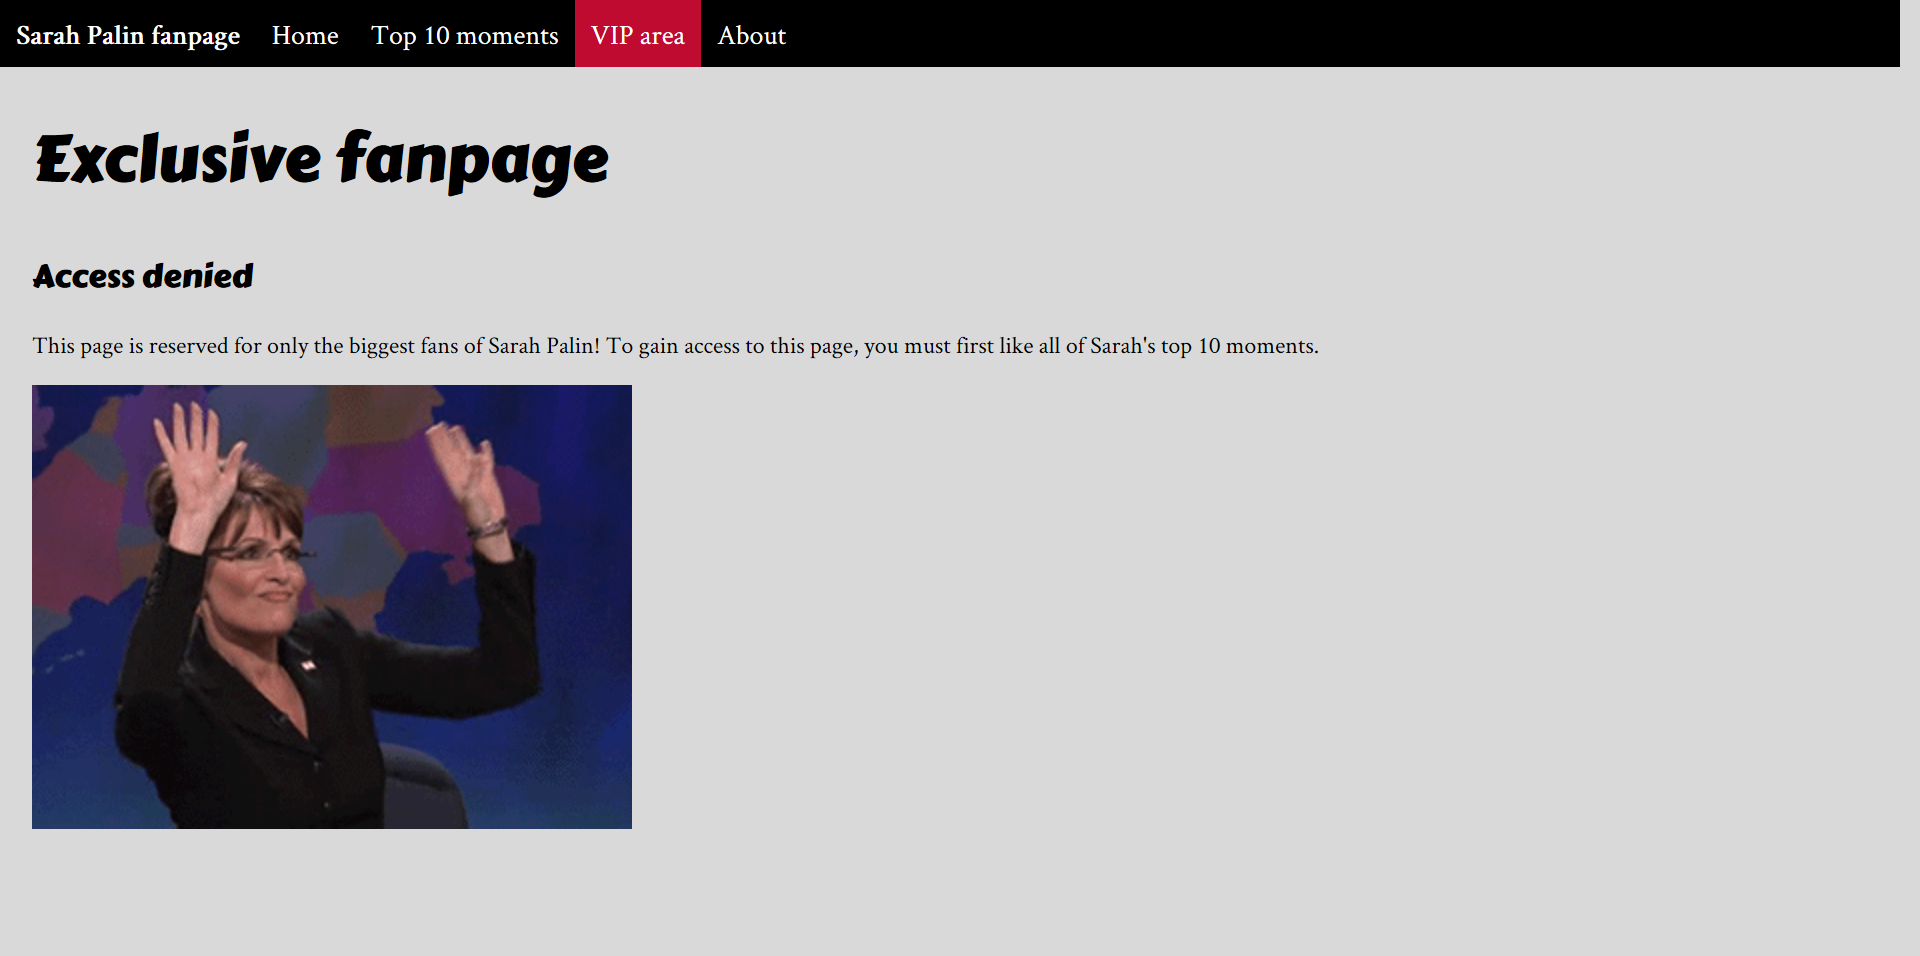 Sarah Palin fanpage Home Top 10 moments VIP area About
Exclusive fanpage
Access denied
This page is reserved for only the biggest fans of Sarah Palin! To gain access to this page, you must first like all of Sarah's top 10 moments.